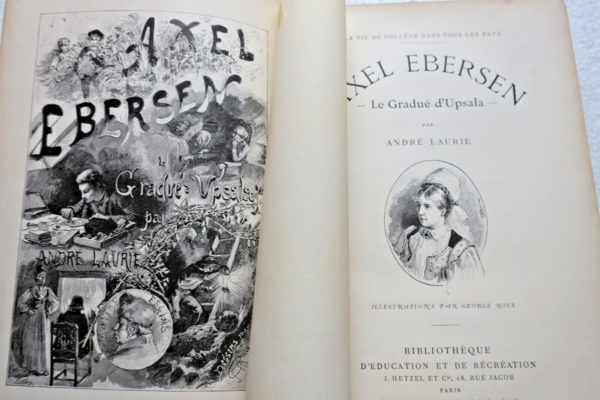 AXEL
EBERSEN
le
Gradué d'Upsala
par
ANDRÉ LAURIE
LA VIE DE COLLÈGE DANS TOUS LES PAYS
AXEL EBERSEN
— Le Gradué d'Upsala —
PAR
ANDRÉ LAURIE
ILLUSTRATIONS PAR GEORGE ROUX
BIBLIOTHÈQUE
D'ÉDUCATION ET DE RÉCRÉATION
J. HETZEL ET Cie, 18, RUE JACOB
PARIS